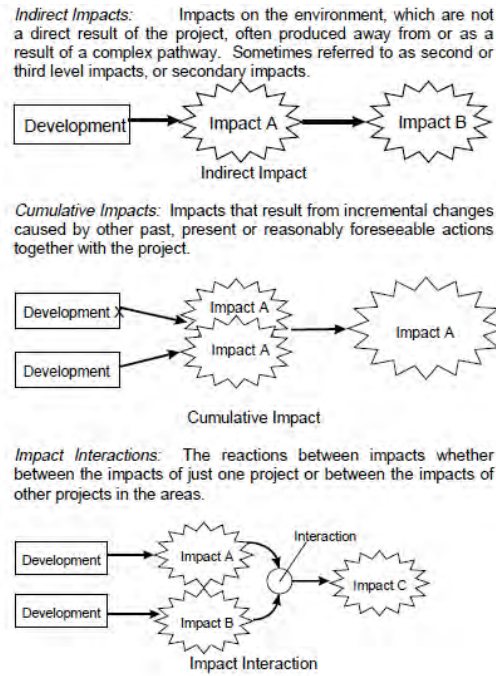 Indirect Impacts: Impacts on the environment, which are not
a direct result of the project, often produced away from or as a
result of a complex pathway. Sometimes referred to as second or
third level impacts, or secondary impacts.
Development
Impact A
Impact B
Indirect Impact
Cumulative Impacts: Impacts that result from incremental changes
caused by other past, present or reasonably foreseeable actions
together with the project.
Development X
Impact A
Impact A
Impact A
Development
Cumulative Impact
Impact Interactions: The reactions between impacts whether
between the impacts of just one project or between the impacts of
other projects in the areas.
Interaction
Development
Impact A
Impact C
Development
Impact B
Impact Interaction